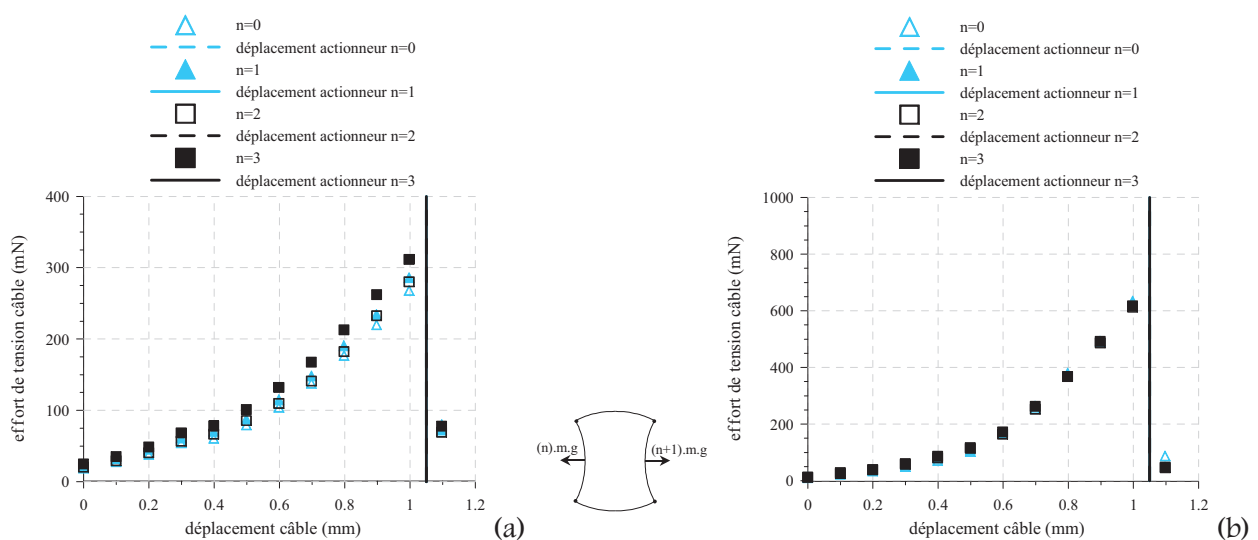 n=0
déplacement actionneur n=0
n=1
déplacement actionneur n=1
n=2
déplacement actionneur n=2
n=3
déplacement actionneur n=3
400
300
200
100
0
effort de tension câble (mN)
0
0.2
0.4
0.6
0.8
1
1.2
déplacement câble (mm)
(a)
(n).m.g
(n+1).m.g
n=0
déplacement actionneur n=0
n=1
déplacement actionneur n=1
n=2
déplacement actionneur n=2
n=3
déplacement actionneur n=3
1000
800
600
400
200
0
effort de tension câble (mN)
0
0.2
0.4
0.6
0.8
1
1.2
déplacement câble (mm)
(b)